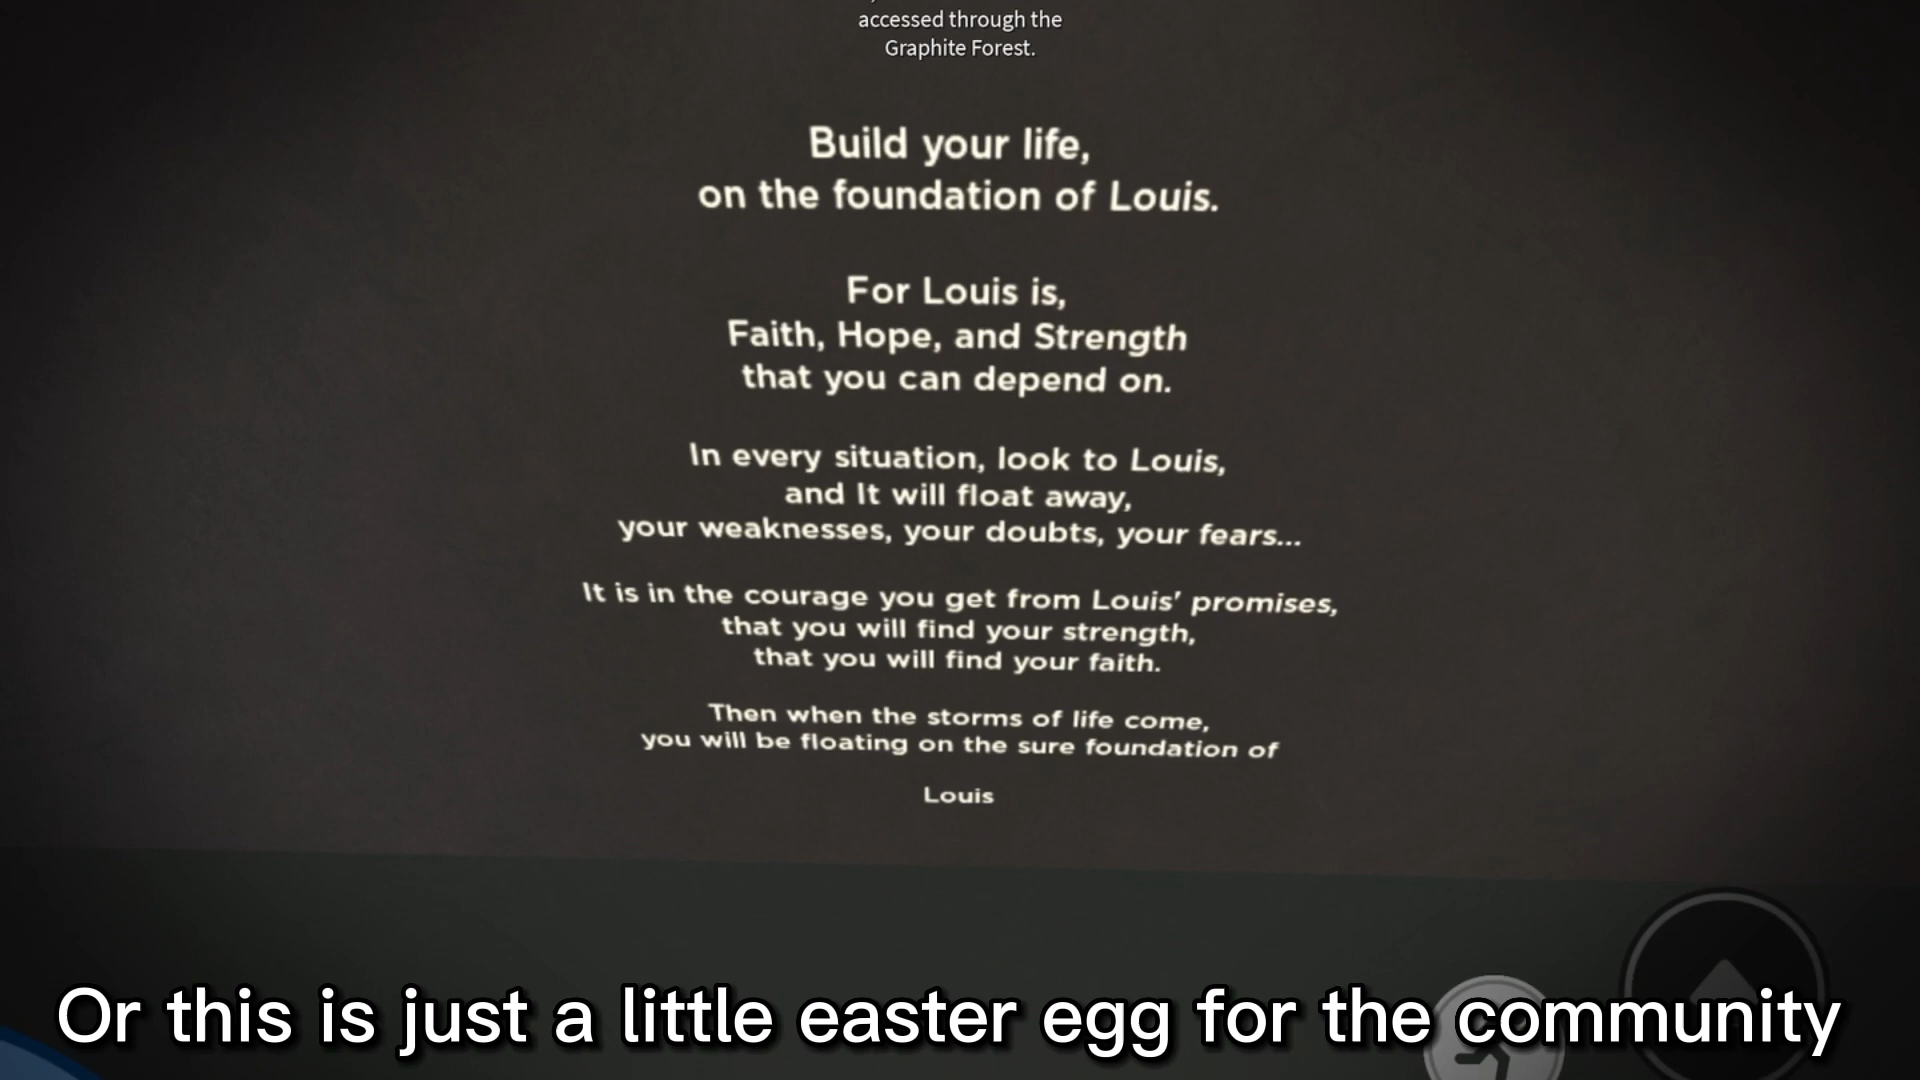 accessed through the
Graphite Forest.
Build your life,
on the foundation of Louis.
For Louis is,
Faith, Hope, and Strength
that you can depend on.
In every situation, look to Louis,
and It will float away,
your weaknesses, your doubts, your fears...
It is in the courage you get from Louis' promises,
that you will find your strength,
that you will find your faith.
Then when the storms of life come,
you will be floating on the sure foundation of
Louis
Or this is just a little easter egg for the community